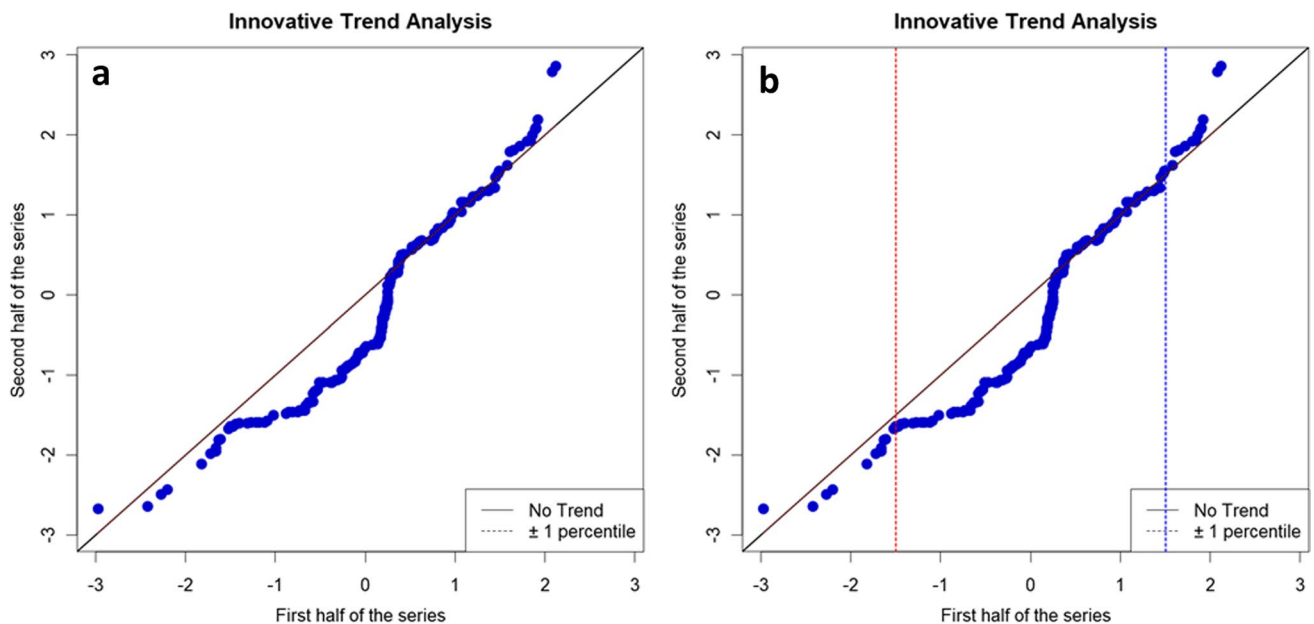 Innovative Trend Analysis
a
3
2
1
0
-1
-2
-3
Second half of the series
No Trend
± 1 percentile
-3 -2 -1 0 1 2 3
First half of the series
Innovative Trend Analysis
b
3
2
1
0
-1
-2
-3
Second half of the series
No Trend
± 1 percentile
-3 -2 -1 0 1 2 3
First half of the series